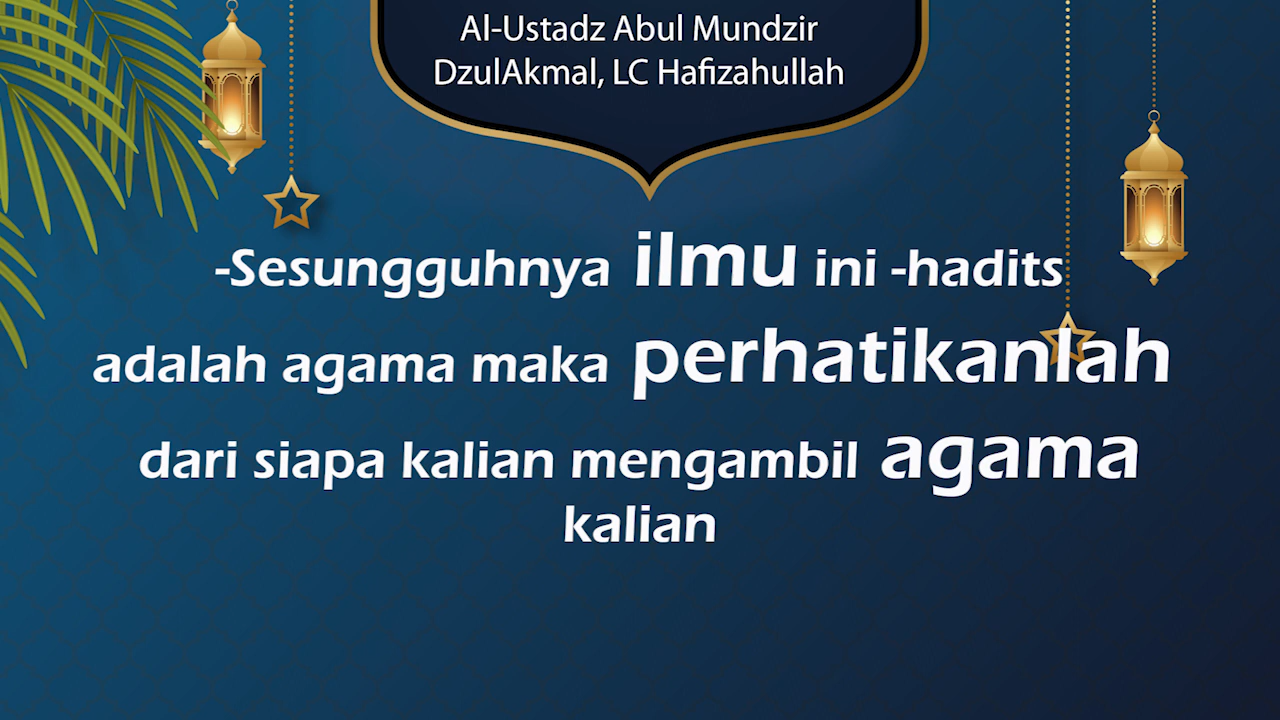 Al-Ustadz Abul Mundzir
DzulAkmal, LC Hafizahullah
-Sesungguhnya ilmu ini -hadits
adalah agama maka perhatikanlah
dari siapa kalian mengambil agama
kalian